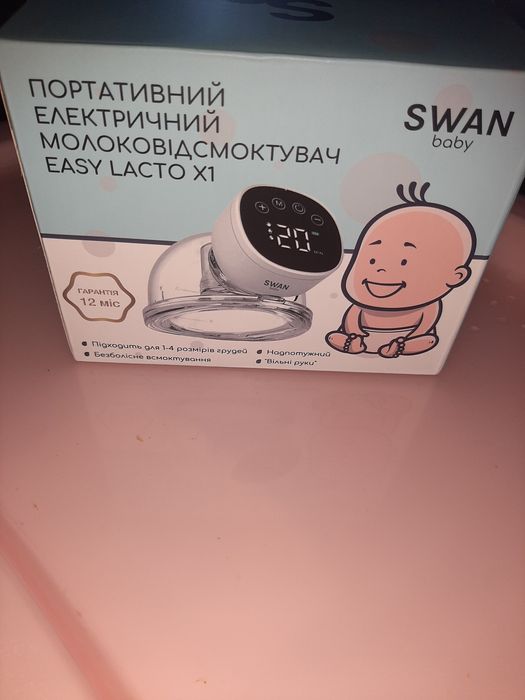 ПОРТАТИВНИЙ
ЕЛЕКТРИЧНИЙ
МОЛОКОВІДСМОКТУВАЧ
EASY LACTO X1
SWAN
baby
M
:20
SWAN
ГАРАНТІЯ
12 міс
Підходить для 1-4 розмірів грудей
Безболісне всмоктування
Надпотужний
"Вільні руки"